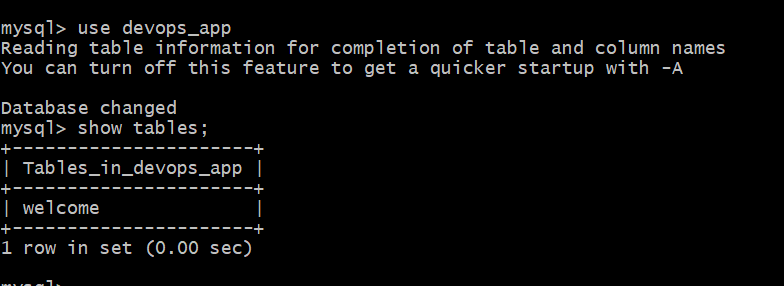 mysql> use devops_app
Reading table information for completion of table and column names
You can turn off this feature to get a quicker startup with -A
Database changed
mysql> show tables;
+----------------------+
| Tables_in_devops_app |
+----------------------+
| welcome              |
+----------------------+
1 row in set (0.00 sec)
mysql>